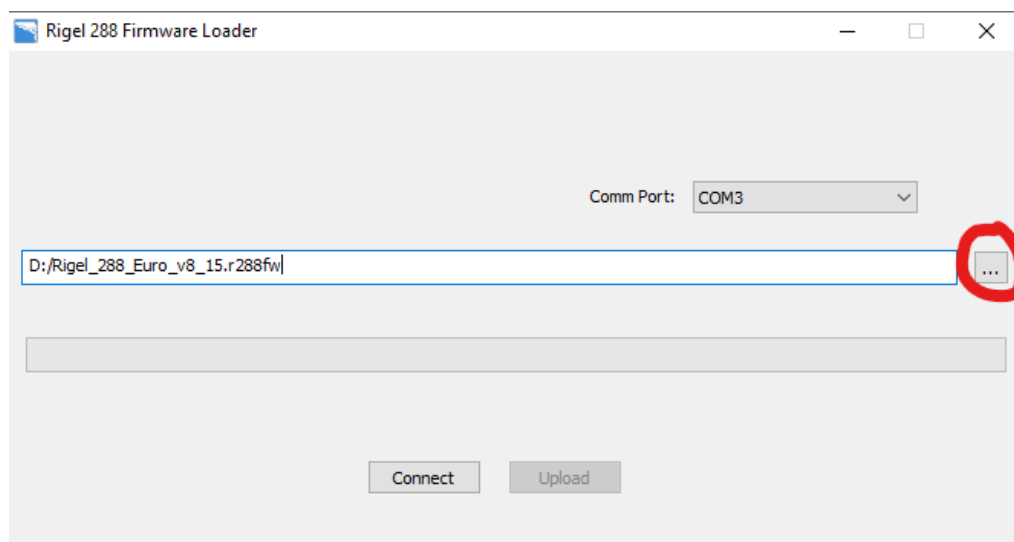 Rigel 288 Firmware Loader
Comm Port: COM3
D:/Rigel_288_Euro_v8_15.r288fw
...
Connect Upload